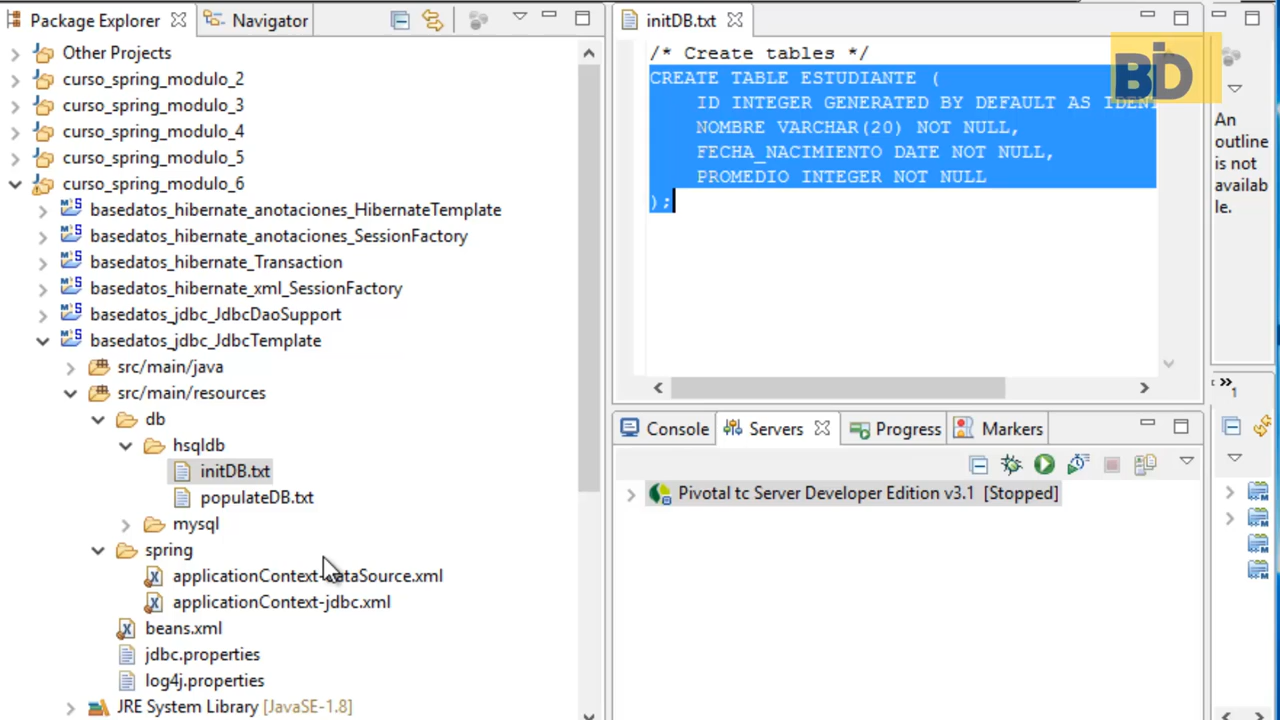 Package Explorer
Navigator
Other Projects
curso_spring_modulo_2
curso_spring_modulo_3
curso_spring_modulo_4
curso_spring_modulo_5
curso_spring_modulo_6
basedatos_hibernate_anotaciones_HibernateTemplate
basedatos_hibernate_anotaciones_SessionFactory
basedatos_hibernate_Transaction
basedatos_hibernate_xml_SessionFactory
basedatos_jdbc_JdbcDaoSupport
basedatos_jdbc_JdbcTemplate
src/main/java
src/main/resources
db
hsqldb
initDB.txt
populateDB.txt
mysql
spring
applicationContext-dataSource.xml
applicationContext-jdbc.xml
beans.xml
jdbc.properties
log4j.properties
JRE System Library [JavaSE-1.8]
initDB.txt
/* Create tables */
CREATE TABLE ESTUDIANTE (
ID INTEGER GENERATED BY DEFAULT AS IDENT
NOMBRE VARCHAR(20) NOT NULL,
FECHA_NACIMIENTO DATE NOT NULL,
PROMEDIO INTEGER NOT NULL
);
BID
An
outline
is not
availab
le.
»1
Console
Servers
Progress
Markers
Pivotal tc Server Developer Edition v3.1 [Stopped]